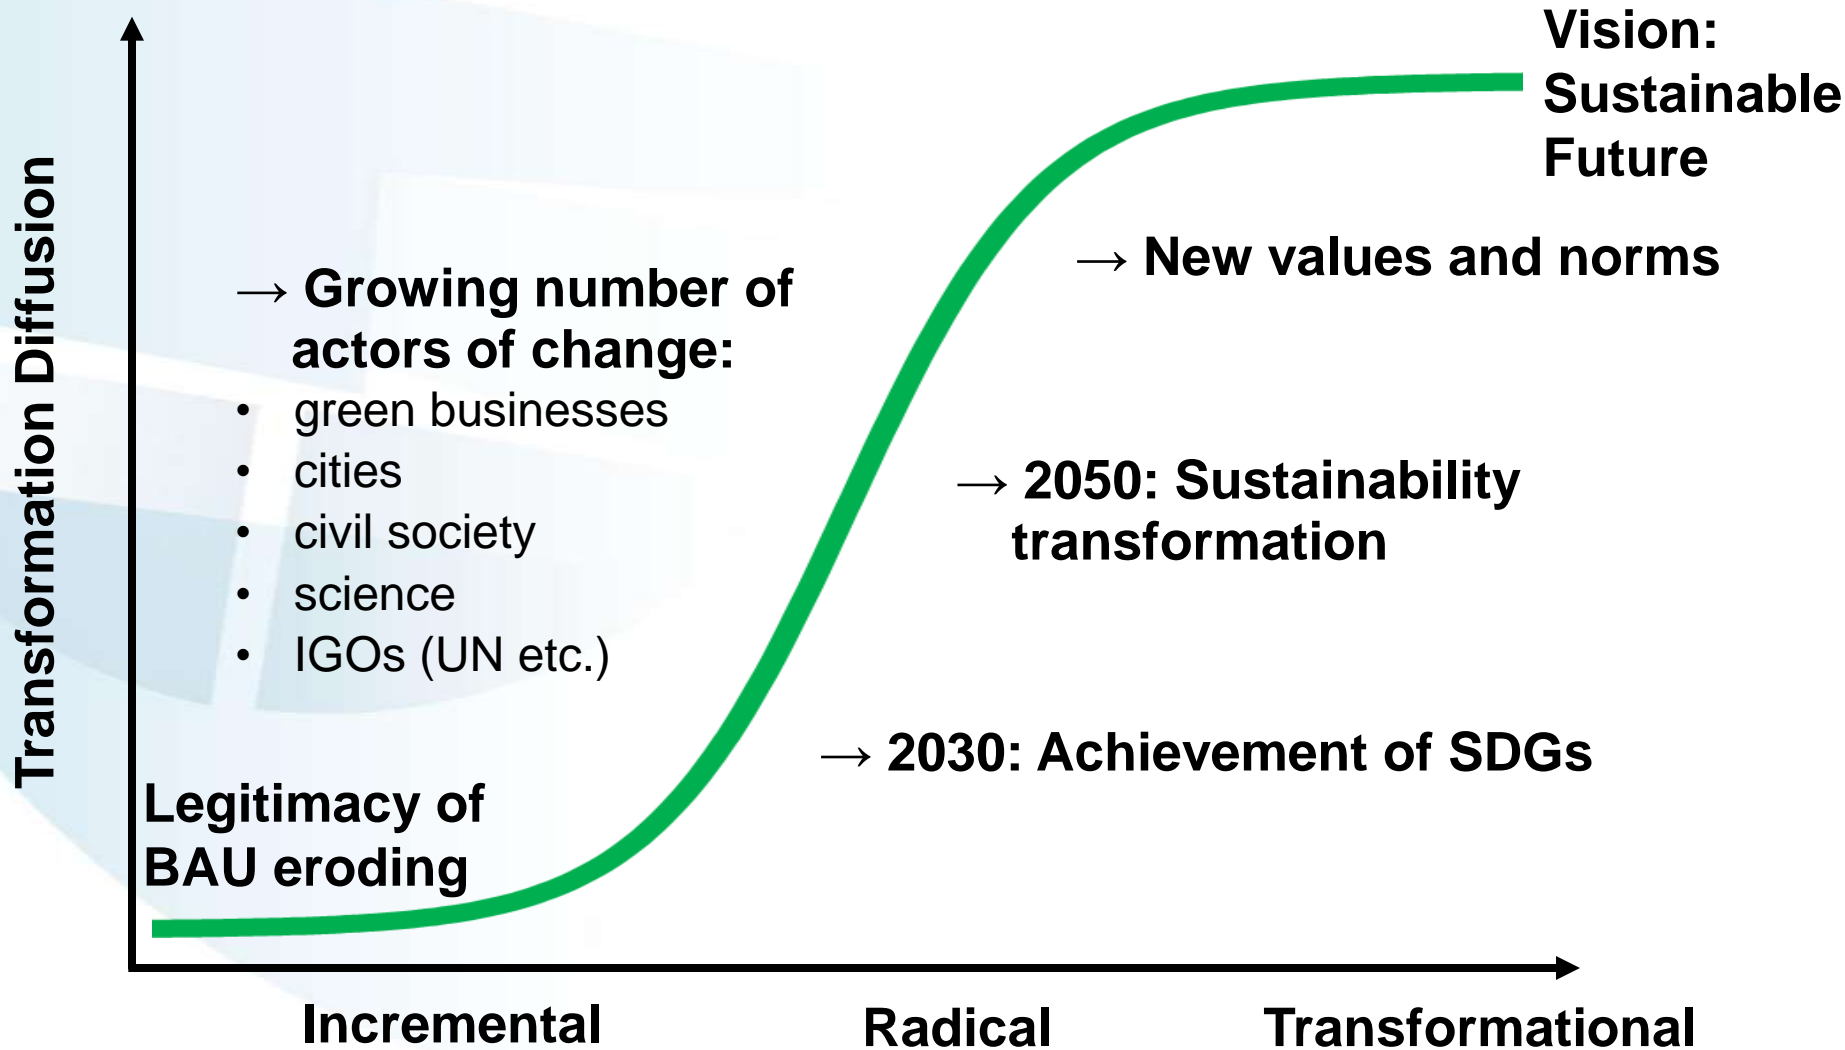 Vision:
Sustainable
Future
Transformation Diffusion
→ Growing number of
actors of change:
• green businesses
• cities
• civil society
• science
• IGOs (UN etc.)
Legitimacy of
BAU eroding
→ New values and norms
→ 2050: Sustainability
transformation
→ 2030: Achievement of SDGs
Incremental
Radical
Transformational